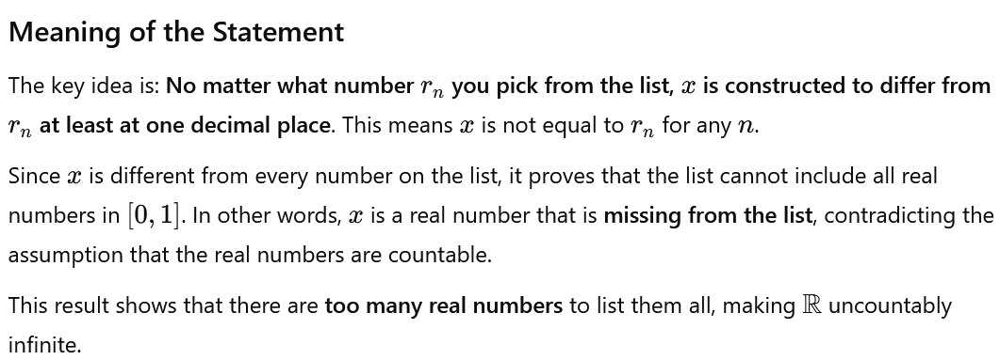 Meaning of the Statement
The key idea is: No matter what number rₙ you pick from the list, x is constructed to differ from
rₙ at least at one decimal place. This means x is not equal to rₙ for any n.
Since x is different from every number on the list, it proves that the list cannot include all real
numbers in [0, 1]. In other words, x is a real number that is missing from the list, contradicting the
assumption that the real numbers are countable.
This result shows that there are too many real numbers to list them all, making ℝ uncountably
infinite.